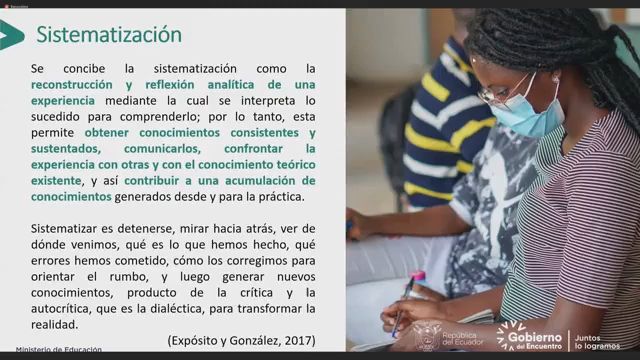 Sistematización
Se concibe la sistematización como la
reconstrucción y reflexión analítica de una
experiencia mediante la cual se interpreta lo
sucedido para comprenderlo; por lo tanto, esta
permite obtener conocimientos consistentes y
sustentados, comunicarlos, confrontar la
experiencia con otras y con el conocimiento teórico
existente, y así contribuir a una acumulación de
conocimientos generados desde y para la práctica.
Sistematizar es detenerse, mirar hacia atrás, ver de
dónde venimos, qué es lo que hemos hecho, qué
errores hemos cometido, cómo los corregimos para
orientar el rumbo, y luego generar nuevos
conocimientos, producto de la crítica y la
autocrítica, que es la dialéctica, para transformar la
realidad.
(Expósito y González, 2017)
Ministerio de Educación
República
del Ecuador
Gobierno
del Encuentro
Juntos
lo logramos